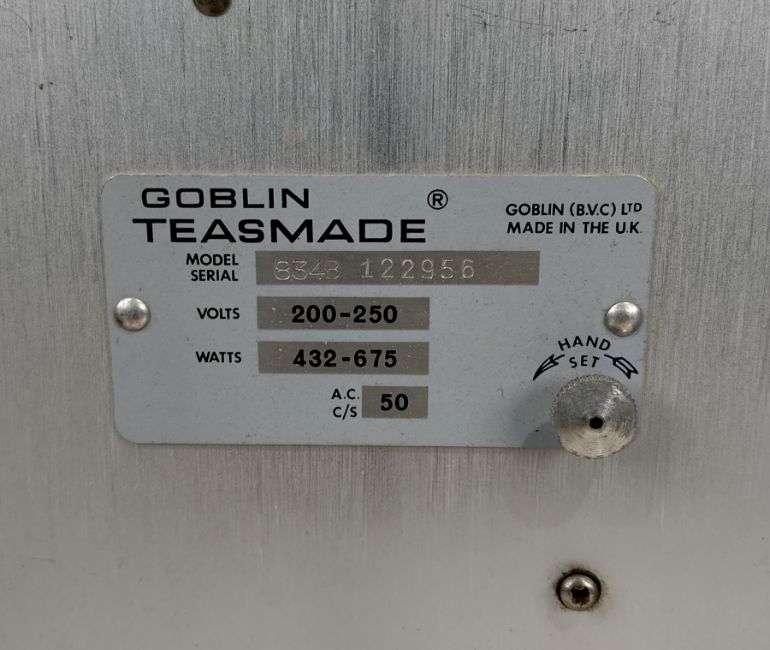 GOBLIN ®
TEASMADE
GOBLIN (B.V.C) LTD
MADE IN THE U.K.
MODEL
SERIAL 834B 122956
VOLTS 200-250
WATTS 432-675
A.C.
C/S 50
HAND
SET